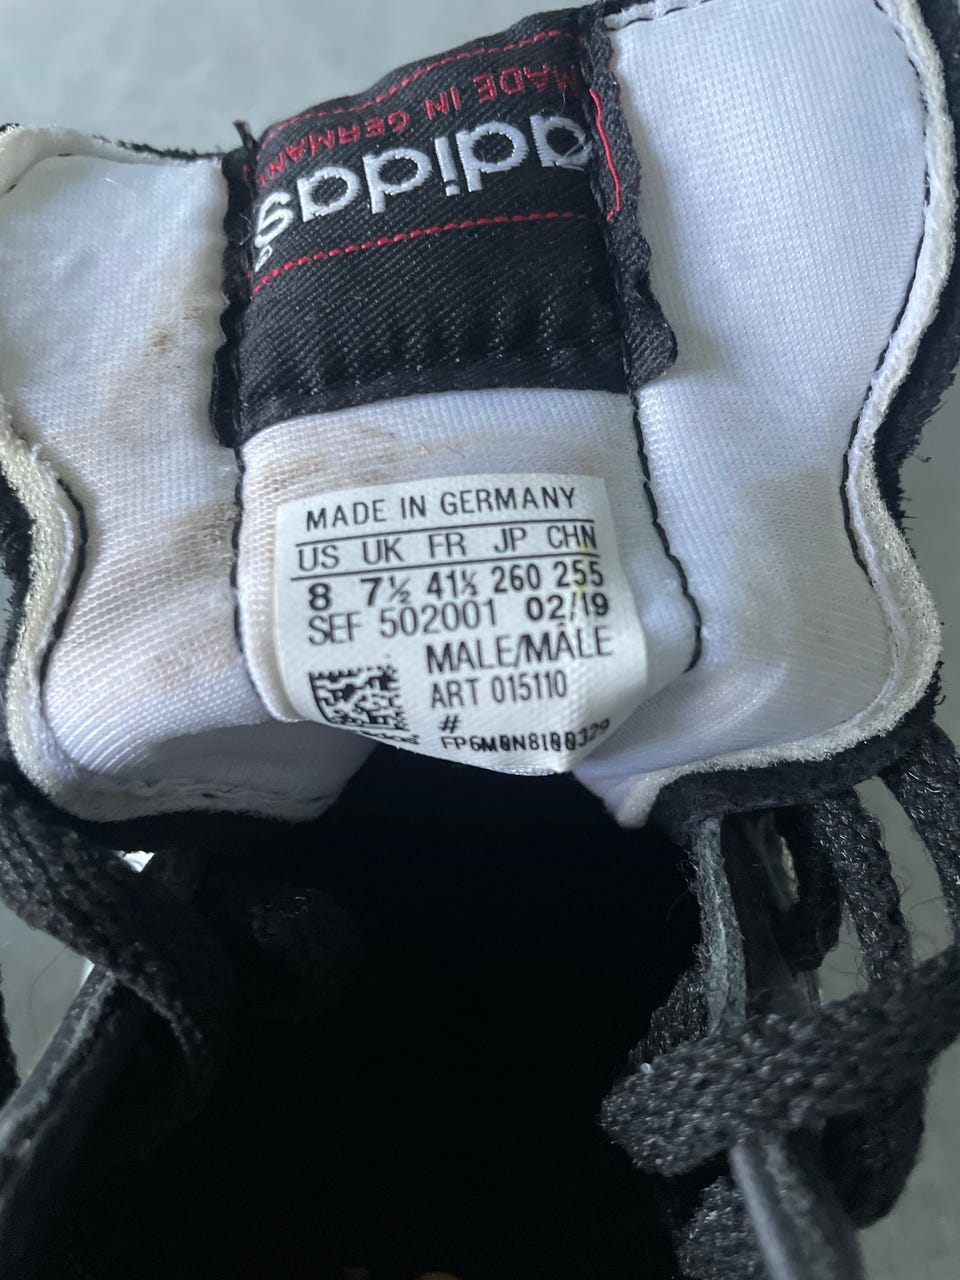 MADE IN GERMANY
adidas
MADE IN GERMANY
US UK FR JP CHN
8 7½ 41⅓ 260 255
SEF 502001 02/19
MALE/MÂLE
ART 015110
#